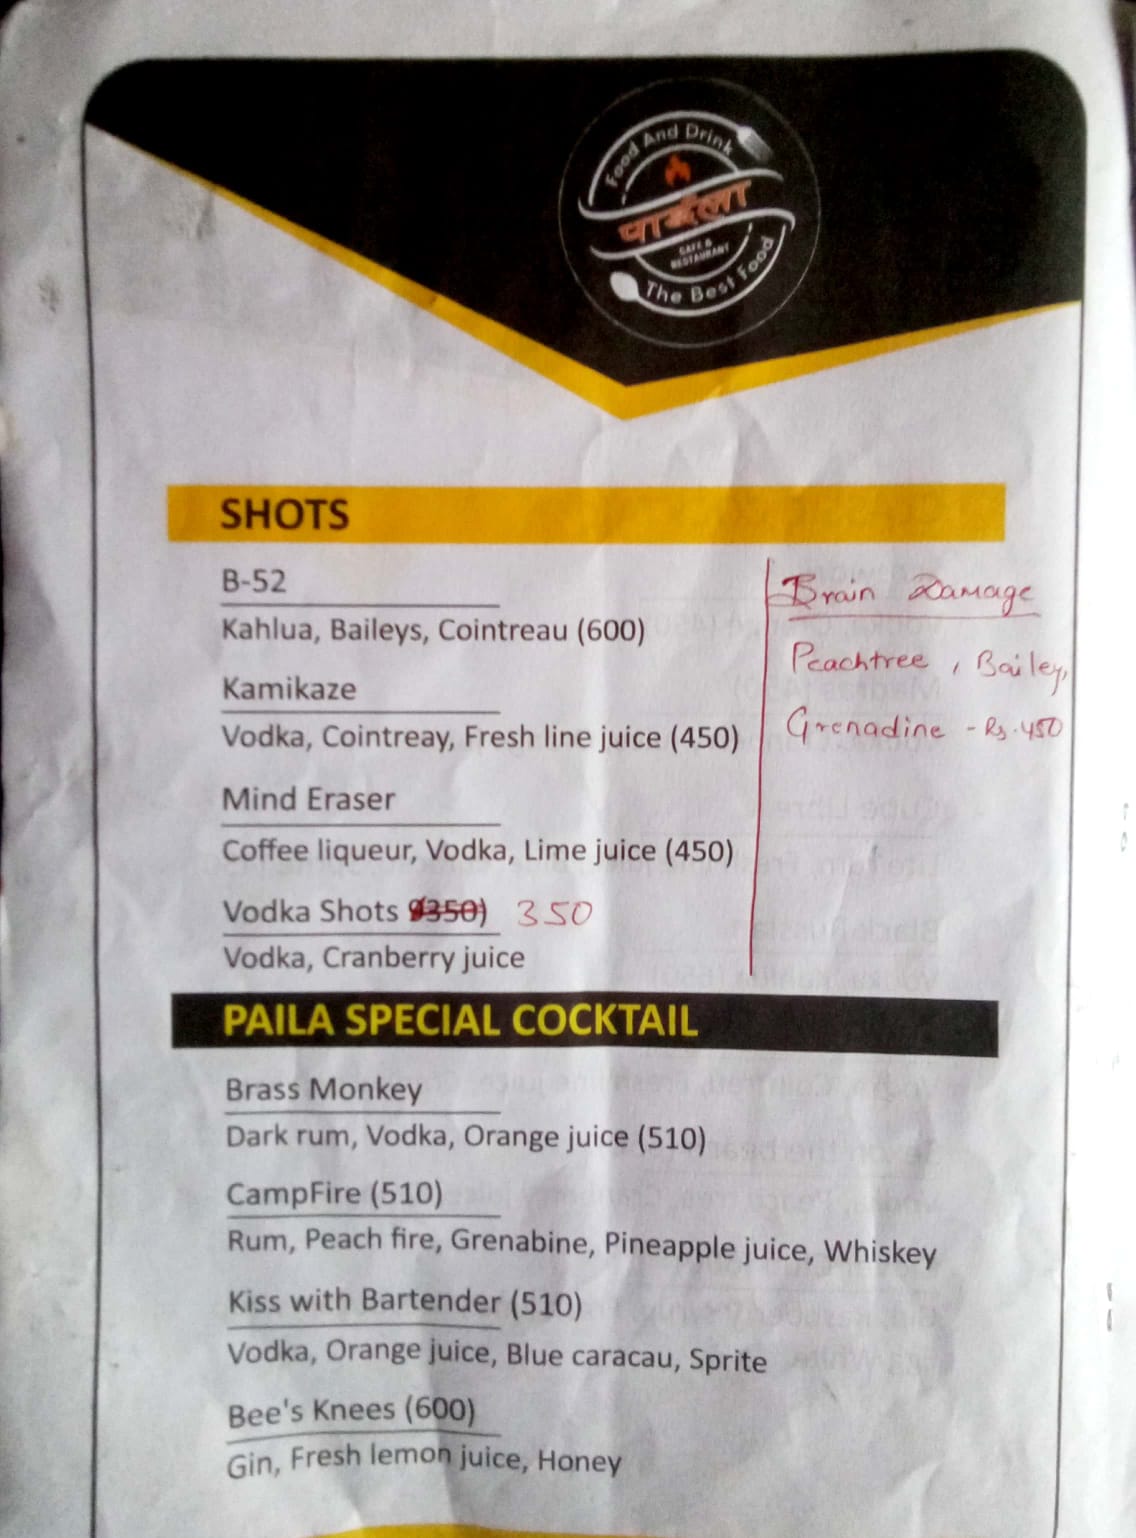 Food And Drink
पाईला
CAFE &
RESTAURANT
The Best Food
SHOTS
B-52
Kahlua, Baileys, Cointreau (600)
Kamikaze
Vodka, Cointreay, Fresh line juice (450)
Mind Eraser
Coffee liqueur, Vodka, Lime juice (450)
Vodka Shots 9350) 350
Vodka, Cranberry juice
Brain Damage
Peachtree, Bailey,
Grenadine - Rs. 450
PAILA SPECIAL COCKTAIL
Brass Monkey
Dark rum, Vodka, Orange juice (510)
CampFire (510)
Rum, Peach fire, Grenabine, Pineapple juice, Whiskey
Kiss with Bartender (510)
Vodka, Orange juice, Blue caracau, Sprite
Bee's Knees (600)
Gin, Fresh lemon juice, Honey